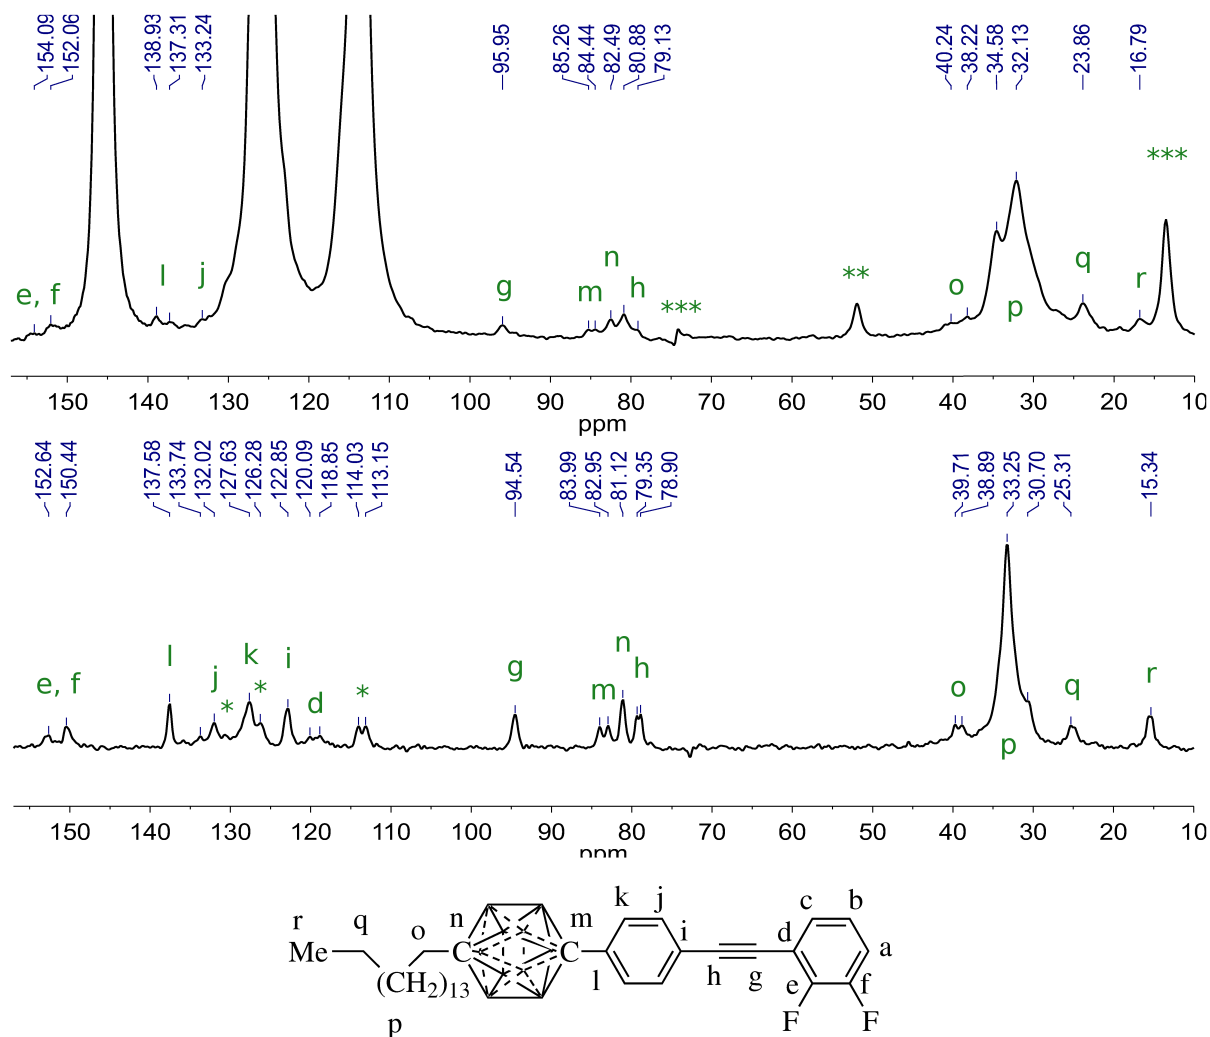 154.09 152.06 138.93 137.31 133.24 95.95 85.26 84.44 82.49 80.88 79.13 40.24 38.22 34.58 32.13 23.86 16.79
e, f l j g m n h *** ** o p q r ***
150 140 130 120 110 100 90 80 70 60 50 40 30 20 10
ppm
152.64 150.44 137.58 133.74 132.02 127.63 126.28 122.85 120.09 118.85 114.03 113.15 94.54 83.99 82.95 81.12 79.35 78.90 39.71 38.89 33.25 30.70 25.31 15.34
e, f l j * k * i d * g m n h o p q r
150 140 130 120 110 100 90 80 70 60 50 40 30 20 10
ppm
k j c b
r q n m
o i d a
Me C C
(CH2)13 l h g e f
p F F